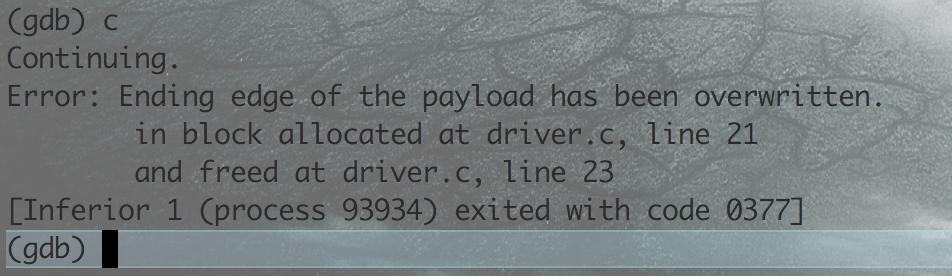 (gdb) c
Continuing.
Error: Ending edge of the payload has been overwritten.
in block allocated at driver.c, line 21
and freed at driver.c, line 23
[Inferior 1 (process 93934) exited with code 0377]
(gdb)